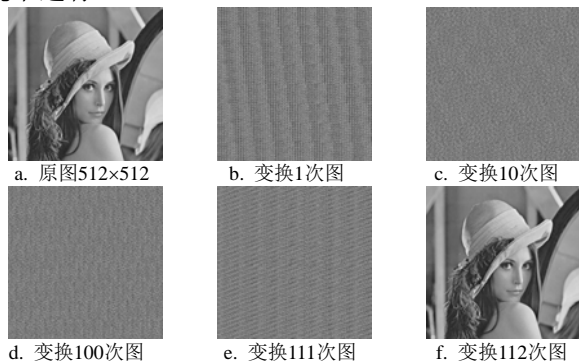 a. 原图512×512
b. 变换1次图
c. 变换10次图
d. 变换100次图
e. 变换111次图
f. 变换112次图